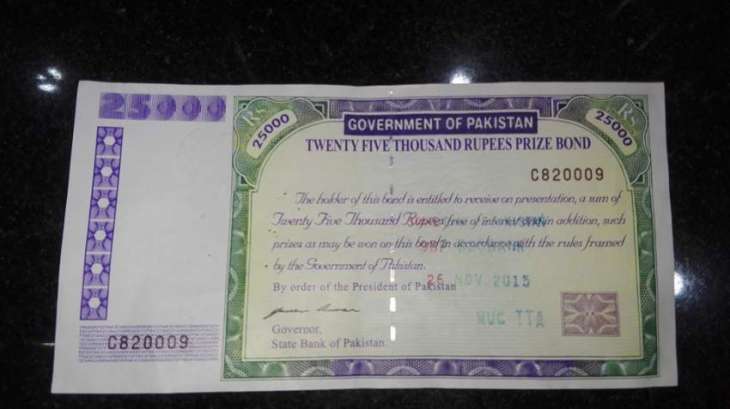 25000
Rs
25000
GOVERNMENT OF PAKISTAN
Rs
25000
TWENTY FIVE THOUSAND RUPEES PRIZE BOND
C820009
The holder of this bond is entitled to receive on presentation, a sum of
Twenty Five Thousand Rupees free of interest and in addition, such
prizes as may be won on this bond in accordance with the rules framed
by the Government of Pakistan.
By order of the President of Pakistan
25 NOV 2015
Governor,
State Bank of Pakistan.
C820009